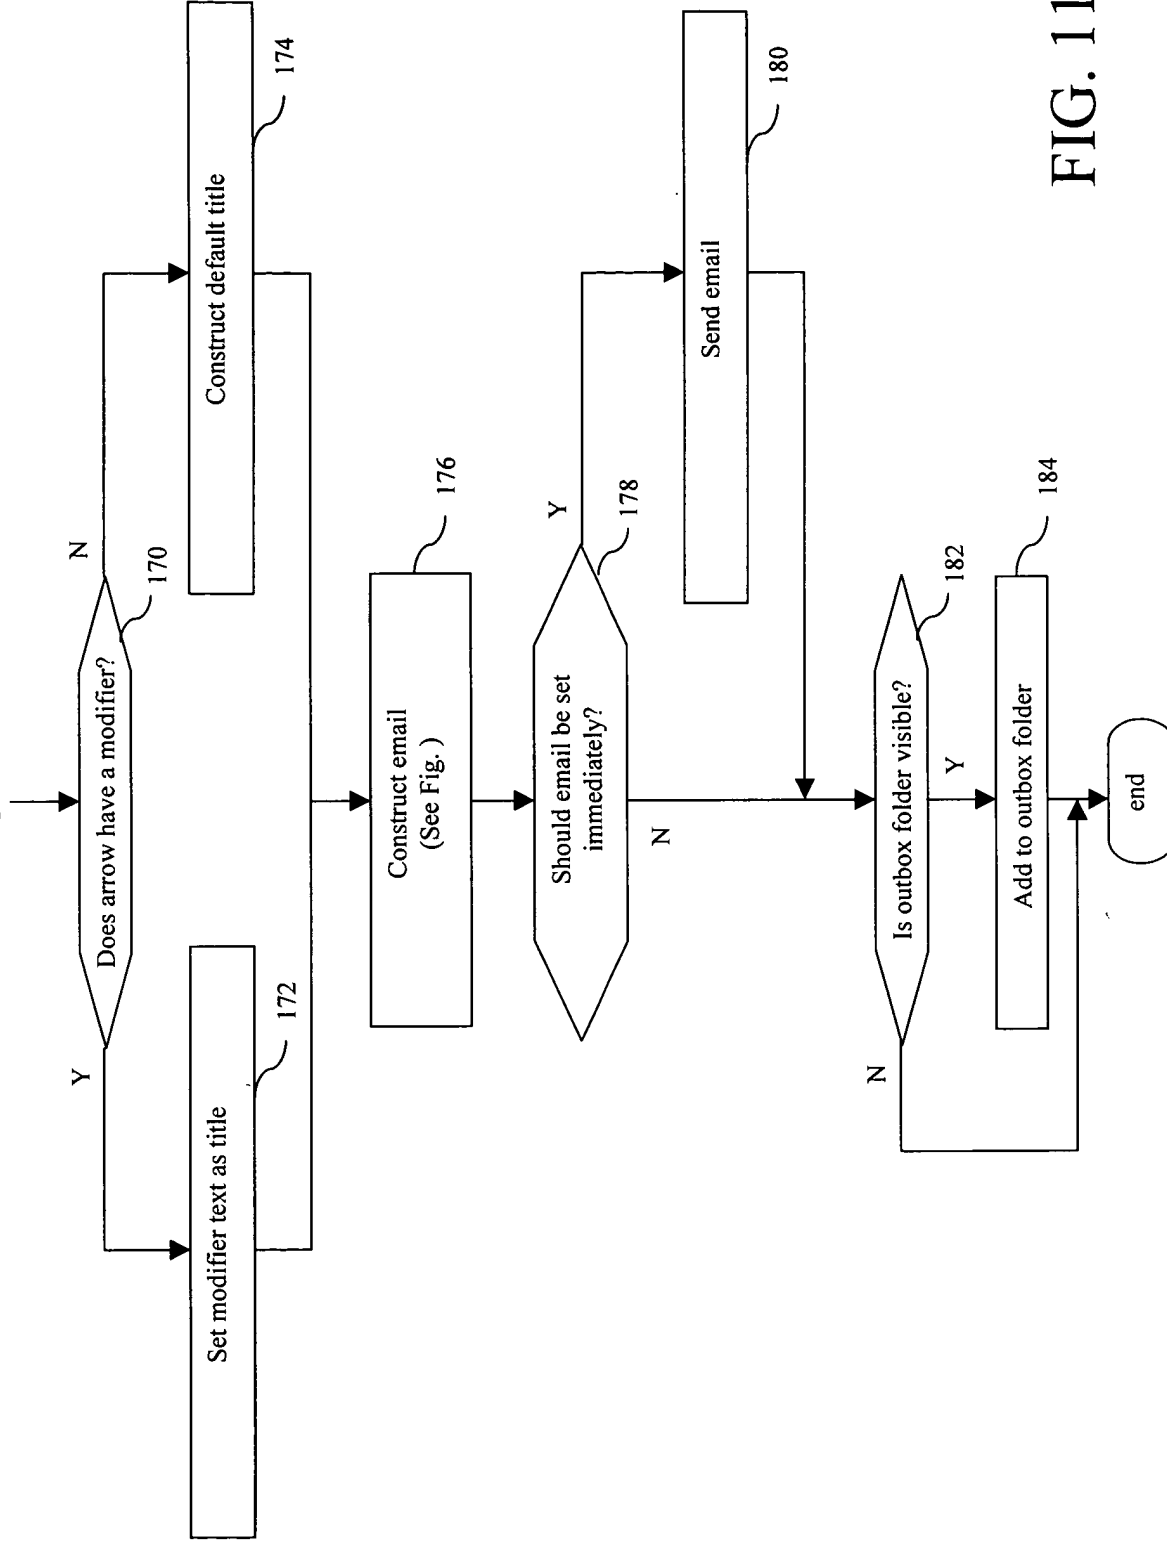 Does arrow have a modifier?
170
Y
N
Set modifier text as title
172
Construct default title
174
Construct email
(See Fig. )
176
Should email be set
immediately?
178
Y
N
Send email
180
Is outbox folder visible?
182
N
Y
Add to outbox folder
184
end
FIG. 11